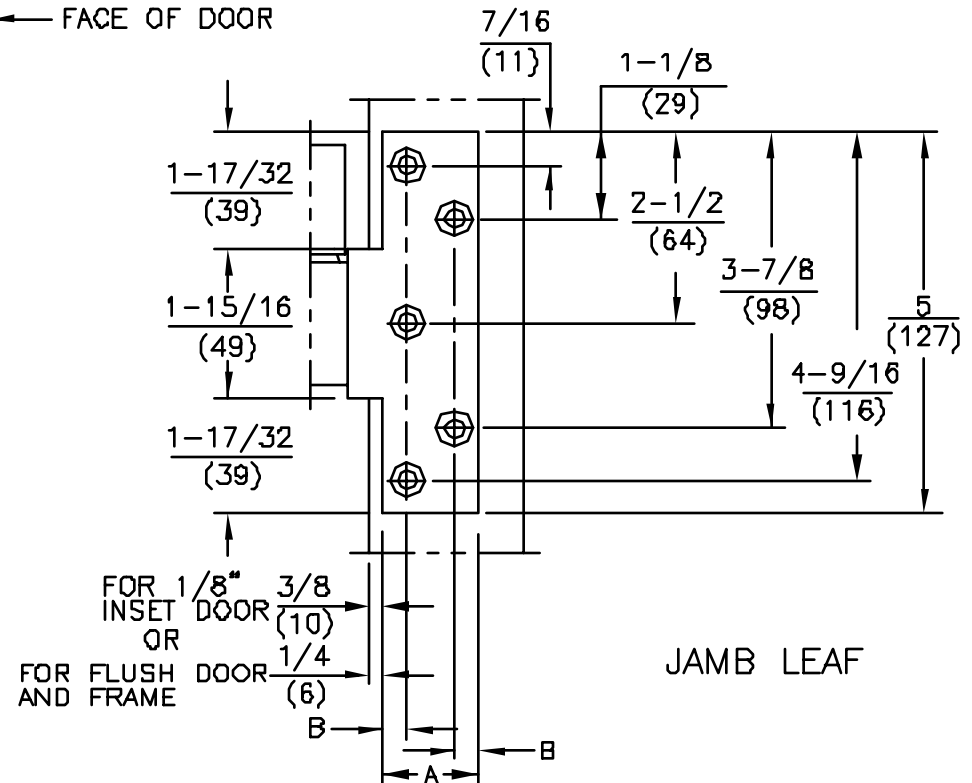 FACE OF DOOR
7/16
(11)
1-1/8
(29)
1-17/32
(39)
2-1/2
(64)
3-7/8
(98)
1-15/16
(49)
5
(127)
4-9/16
(116)
1-17/32
(39)
FOR 1/8"
INSET DOOR
3/8
(10)
OR
FOR FLUSH DOOR
AND FRAME
1/4
(6)
JAMB LEAF
B
B
A